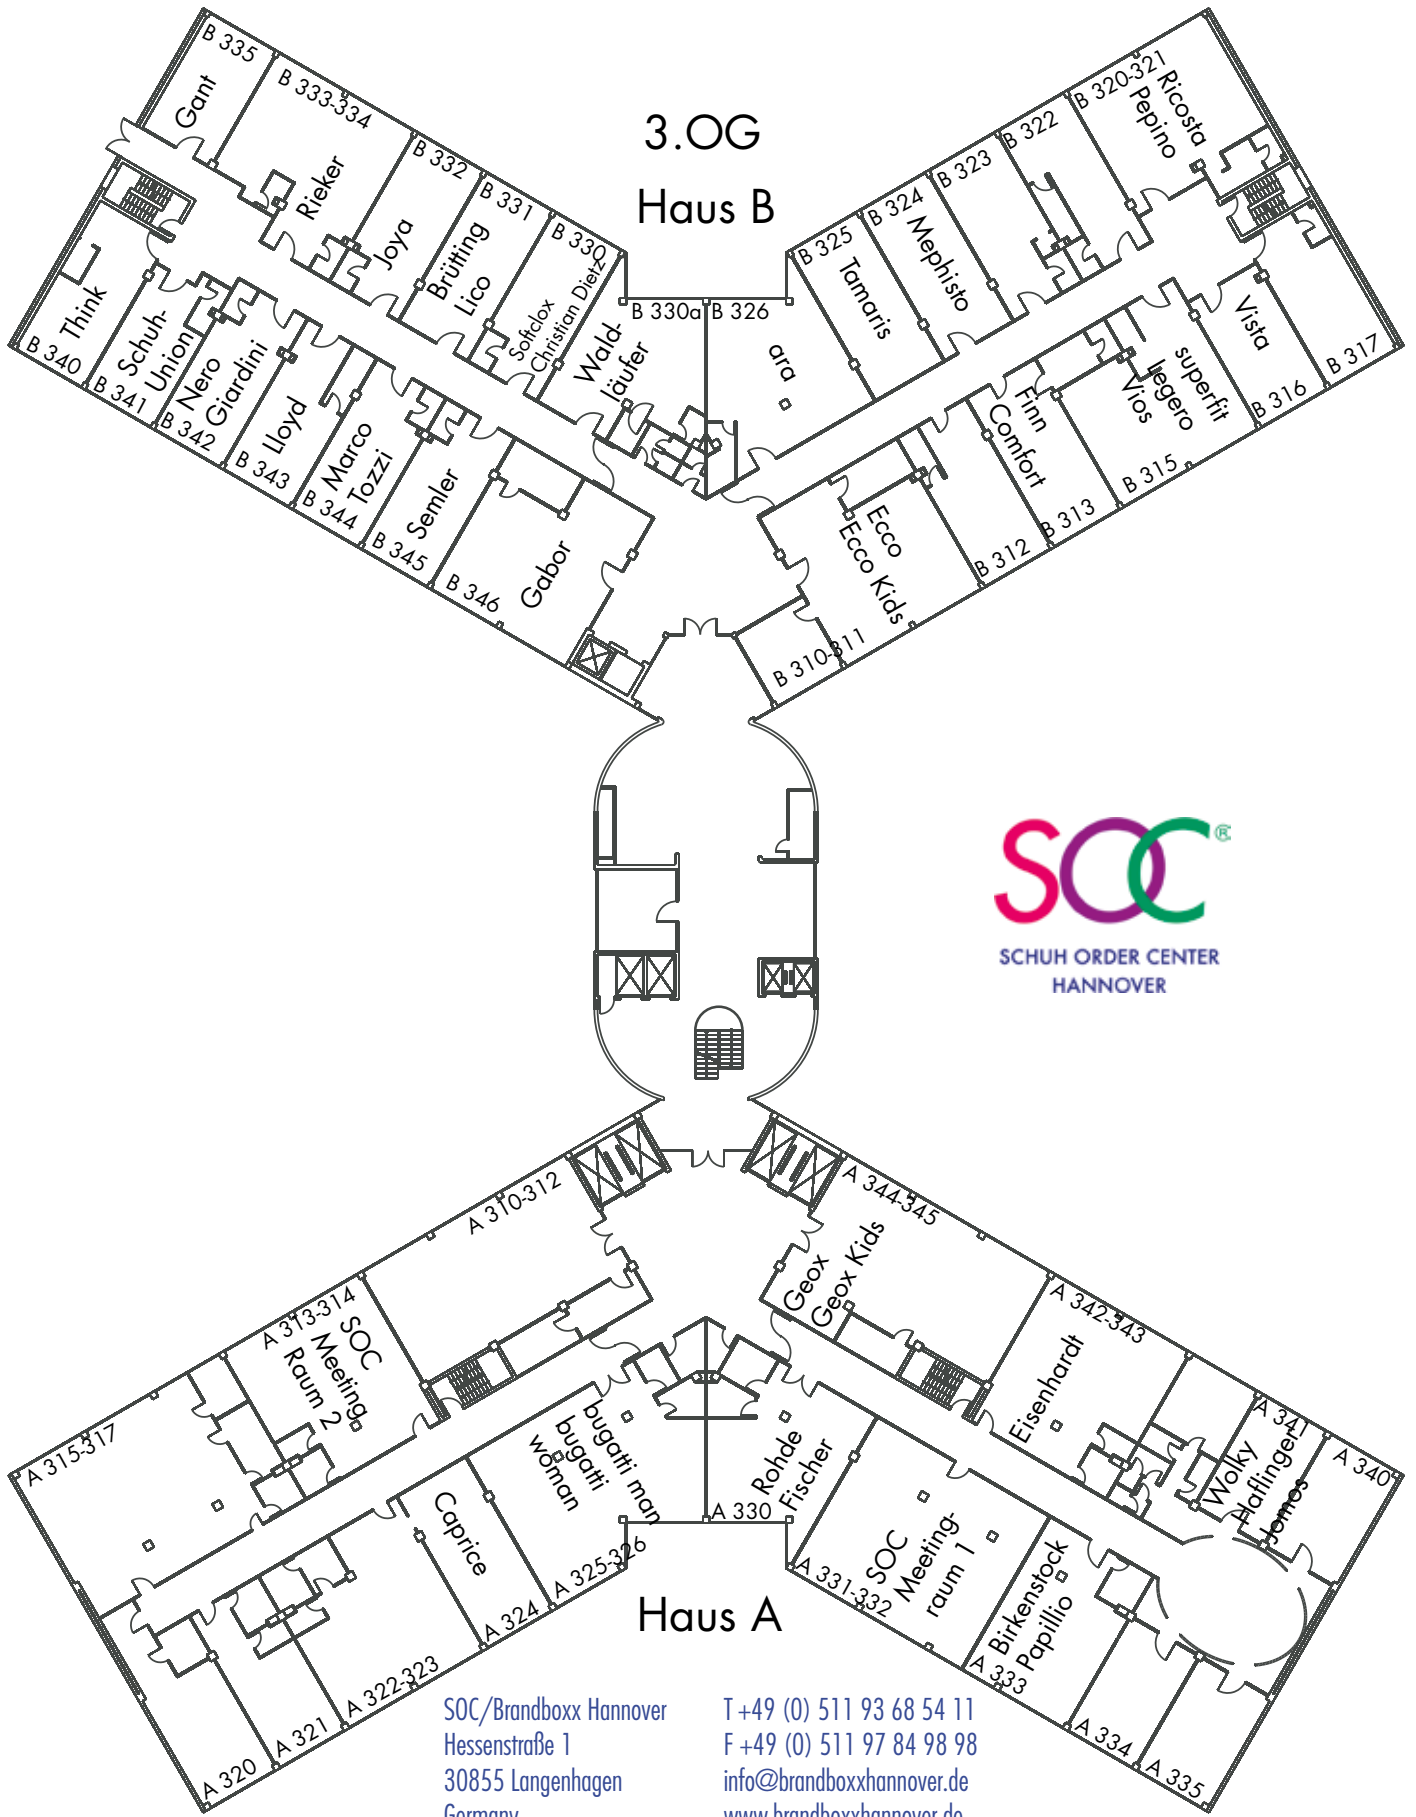 3.OG
Haus B
B 335
Gant
B 333-334
Rieker
B 332
Joya
B 331
Brütting
Lico
B 330
Softclox
Christian Dietz
B 330a
Wald-
läufer
B 326
ara
B 325
Tamaris
B 324
Mephisto
B 323
B 322
B 320-321
Ricosta
Pepino
B 340
Think
B 341
Schuh-
Union
B 342
Nero
Giardini
B 343
Lloyd
B 344
Marco
Tozzi
B 345
Semler
B 346
Gabor
B 310-311
Ecco
Ecco Kids
B 312
Finn
Comfort
B 313
B 315
superfit
legero
Vios
B 316
Vista
B 317
SOC®
SCHUH ORDER CENTER
HANNOVER
A 310-312
A 313-314
SOC
Meeting
Raum 2
A 315-317
A 344-345
Geox
Geox Kids
A 342-343
Eisenhardt
A 341
Wolky
Haflinger
Jomos
A 340
A 320
A 321
A 322-323
Caprice
A 324
bugatti man
bugatti
woman
A 325-326
A 330
Rohde
Fischer
A 331-332
SOC
Meeting-
raum 1
A 333
Birkenstock
Papillio
A 334
A 335
Haus A
SOC/Brandboxx Hannover
Hessenstraße 1
30855 Langenhagen
Germany
T +49 (0) 511 93 68 54 11
F +49 (0) 511 97 84 98 98
info@brandboxxhannover.de
www.brandboxxhannover.de